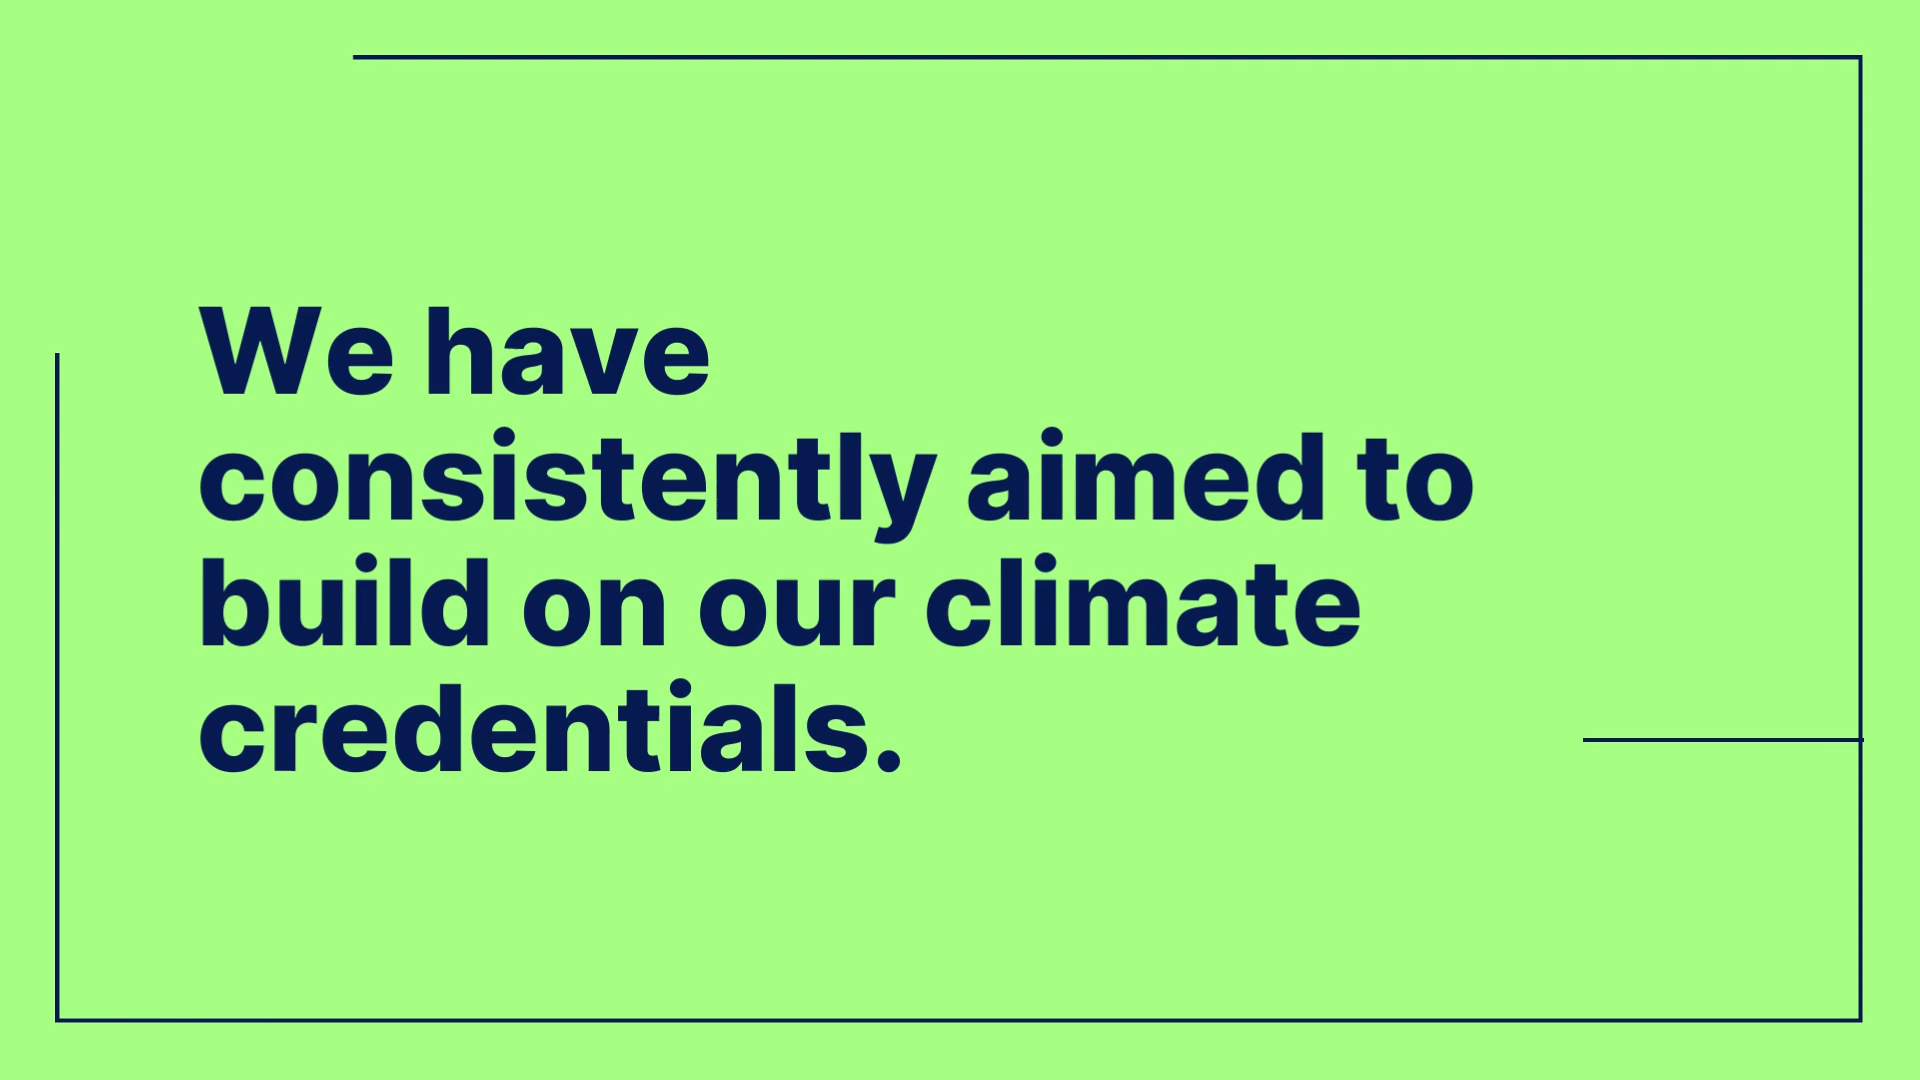 We have
consistently aimed to
build on our climate
credentials.